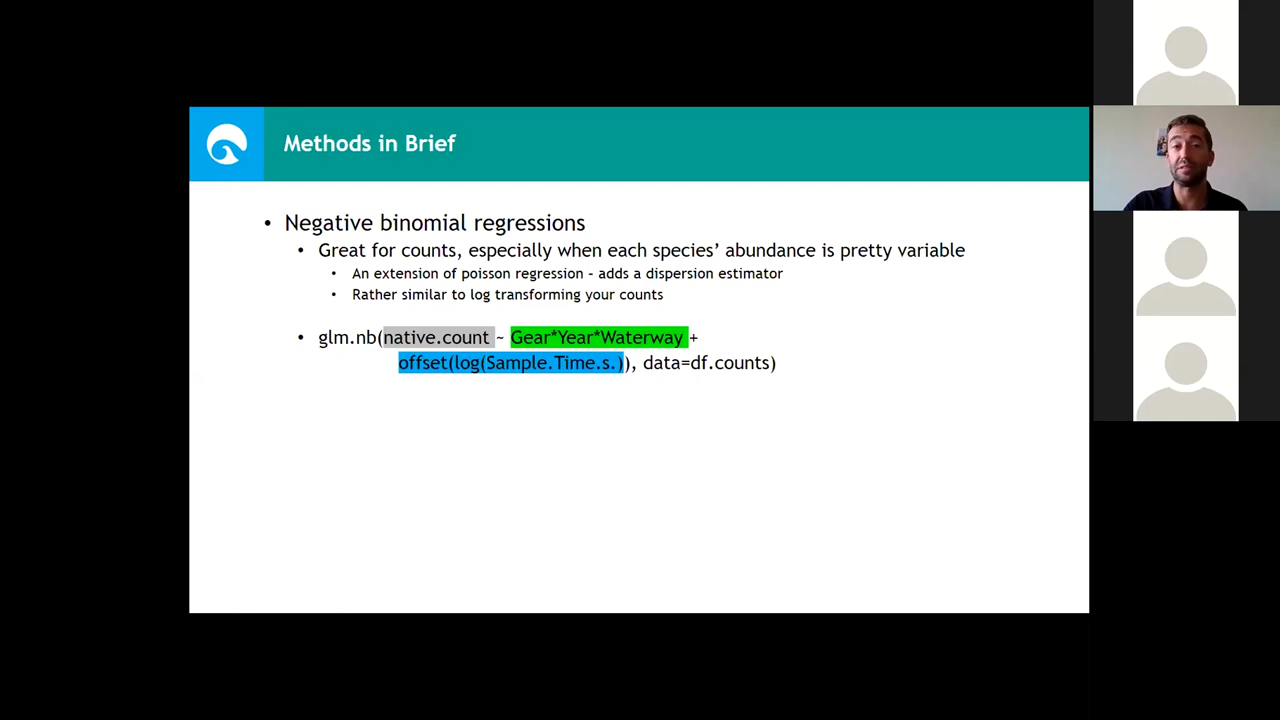 Methods in Brief
• Negative binomial regressions
• Great for counts, especially when each species’ abundance is pretty variable
• An extension of poisson regression – adds a dispersion estimator
• Rather similar to log transforming your counts
• glm.nb(native.count ~ Gear*Year*Waterway +
offset(log(Sample.Time.s.)), data=df.counts)